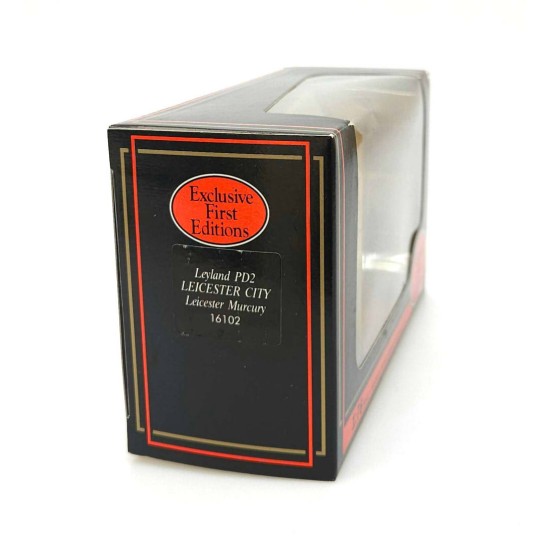 Exclusive
First
Editions
Leyland PD2
LEICESTER CITY
Leicester Murcury
16102